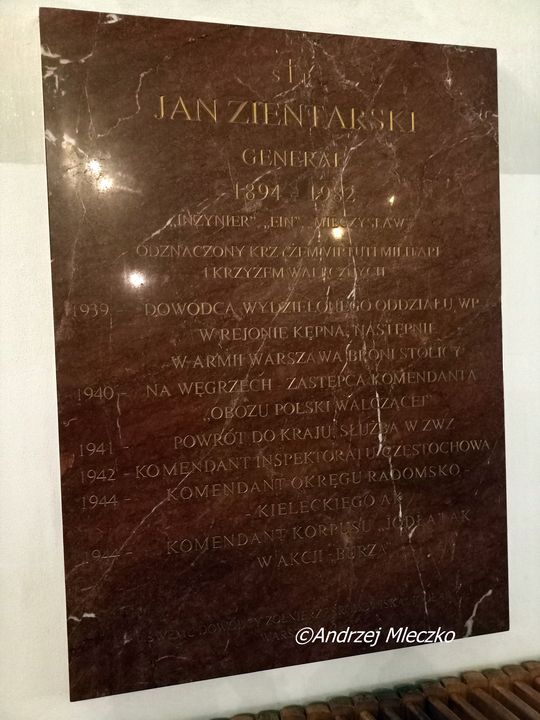 Ś.P.
JAN ZIENTARSKI
GENERAŁ
1894 - 1982
"INŻYNIER" "EIN" "MIECZYSŁAW"
ODZNACZONY KRZYŻEM VIRTUTI MILITARI
I KRZYŻEM WALECZNYCH
1939 - DOWÓDCA WYDZIELONEGO ODDZIAŁU WP
W REJONIE KĘPNA, NASTĘPNIE
W ARMII WARSZAWA BRONI STOLICY
1940 - NA WĘGRZECH - ZASTĘPCA KOMENDANTA
"OBOZU POLSKI WALCZĄCEJ"
1941 - POWRÓT DO KRAJU, SŁUŻBA W ZWZ
1942 - KOMENDANT INSPEKTORATU CZĘSTOCHOWA
1944 - KOMENDANT OKRĘGU RADOMSKO -
- KIELECKIEGO AK
1944 - KOMENDANT KORPUSU "JODŁA" AK
W AKCJI "BURZA"
DOWÓDCY
©Andrzej Mleczko